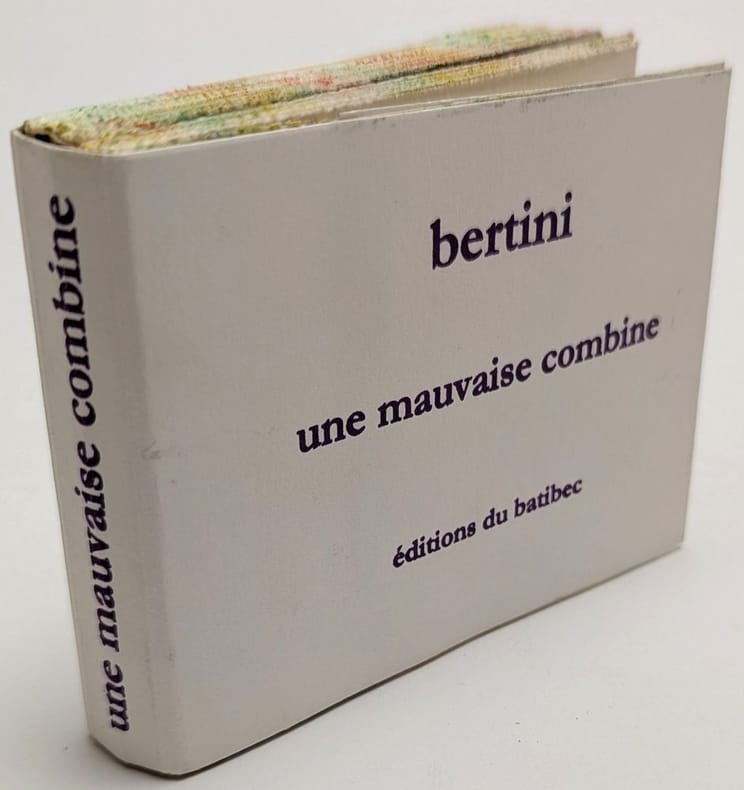 une mauvaise combine
bertini
une mauvaise combine
éditions du batibec